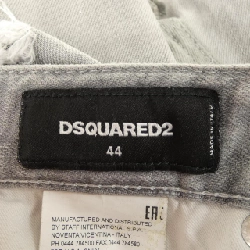 DSQUARED2
44
MADE IN ITALY
EAC
MANUFACTURED AND DISTRIBUTED
BY STAFF INTERNATIONAL S.P.A.
NOVENTA VICENTINA - ITALY